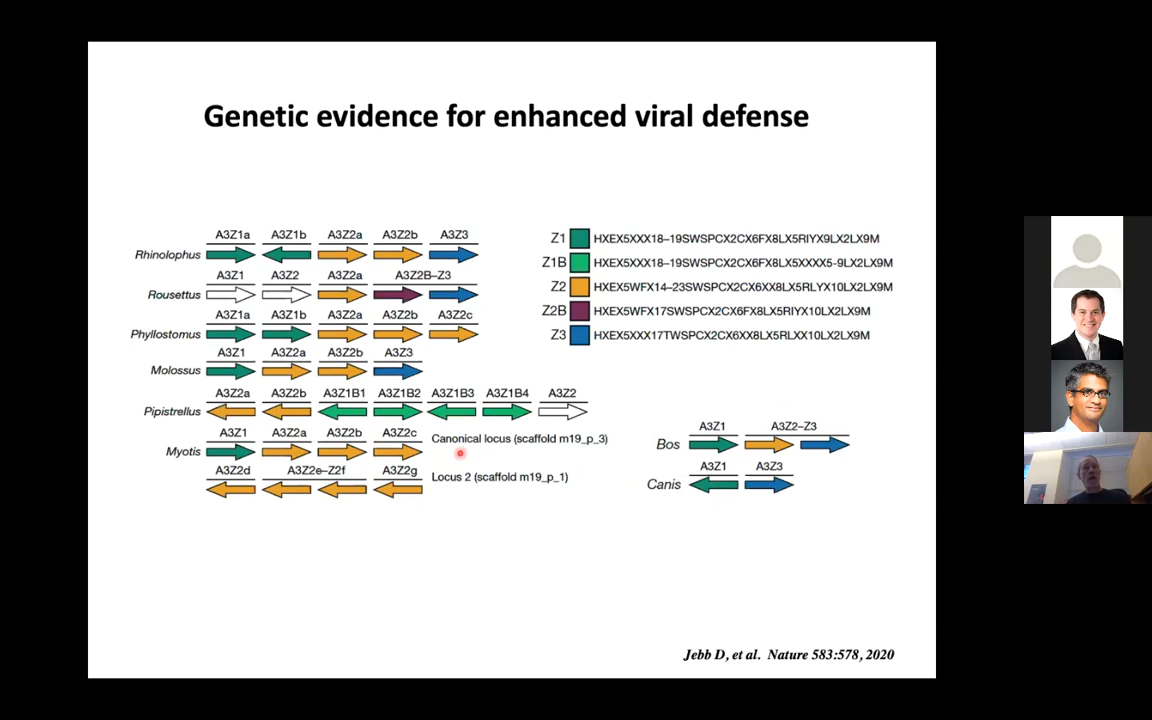 Genetic evidence for enhanced viral defense
A3Z1a A3Z1b A3Z2a A3Z2b A3Z3
Rhinolophus
A3Z1 A3Z2 A3Z2a A3Z2B–Z3
Rousettus
A3Z1a A3Z1b A3Z2a A3Z2b A3Z2c
Phyllostomus
A3Z1 A3Z2a A3Z2b A3Z3
Molossus
A3Z2a A3Z2b A3Z1B1 A3Z1B2 A3Z1B3 A3Z1B4 A3Z2
Pipistrellus
A3Z1 A3Z2a A3Z2b A3Z2c
Myotis
Canonical locus (scaffold m19_p_3)
A3Z2d A3Z2e–Z2f A3Z2g
Locus 2 (scaffold m19_p_1)
Z1 HXEX5XXX18–19SWSPCX2CX6FX8LX5RIYX9LX2LX9M
Z1B HXEX5XXX18–19SWSPCX2CX6FX8LX5XXXX5-9LX2LX9M
Z2 HXEX5WFX14–23SWSPCX2CX6XX8LX5RLYX10LX2LX9M
Z2B HXEX5WFX17SWSPCX2CX6FX8LX5RIYX10LX2LX9M
Z3 HXEX5XXX17TWSPCX2CX6XX8LX5RLXX10LX2LX9M
A3Z1 A3Z2–Z3
Bos
A3Z1 A3Z3
Canis
Jebb D, et al. Nature 583:578, 2020